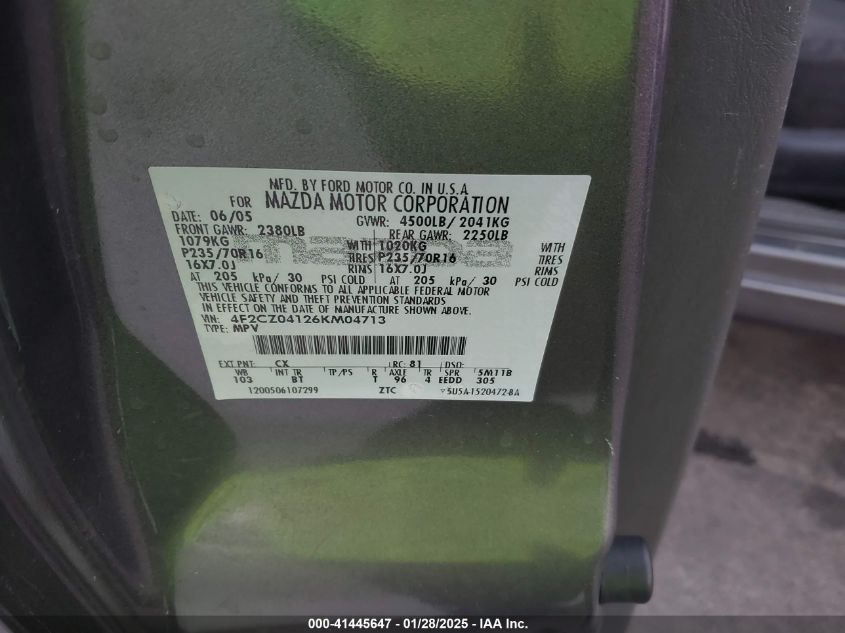 MFD. BY FORD MOTOR CO. IN U.S.A.
FOR MAZDA MOTOR CORPORATION
DATE: 06/05 GVWR: 4500LB/ 2041KG
FRONT GAWR: 2380LB REAR GAWR: 2250LB
1079KG WITH 1020KG WITH
P235/70R16 TIRES P235/70R16 TIRES
16X7.0J RIMS 16X7.0J RIMS
AT 205 kPa/ 30 PSI COLD AT 205 kPa/ 30 PSI COLD
THIS VEHICLE CONFORMS TO ALL APPLICABLE FEDERAL MOTOR
VEHICLE SAFETY AND THEFT PREVENTION STANDARDS
IN EFFECT ON THE DATE OF MANUFACTURE SHOWN ABOVE.
VIN: 4F2CZ04126KM04713
TYPE: MPV
EXT PNT: CX RC: 81 DSO:
WB INT TR TP/PS R AXLE TR SPR 5M11B
103 BT T 96 4 EEDD 305
1200506107299 ZTC 5U5A-1520472-BA
000-41445647 - 01/28/2025 - IAA Inc.